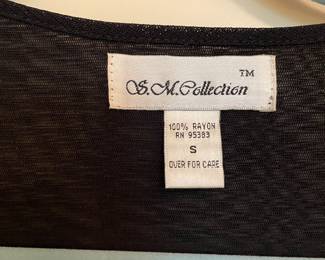 S.M.Collection TM
100% RAYON
RN 95383
S
OVER FOR CARE